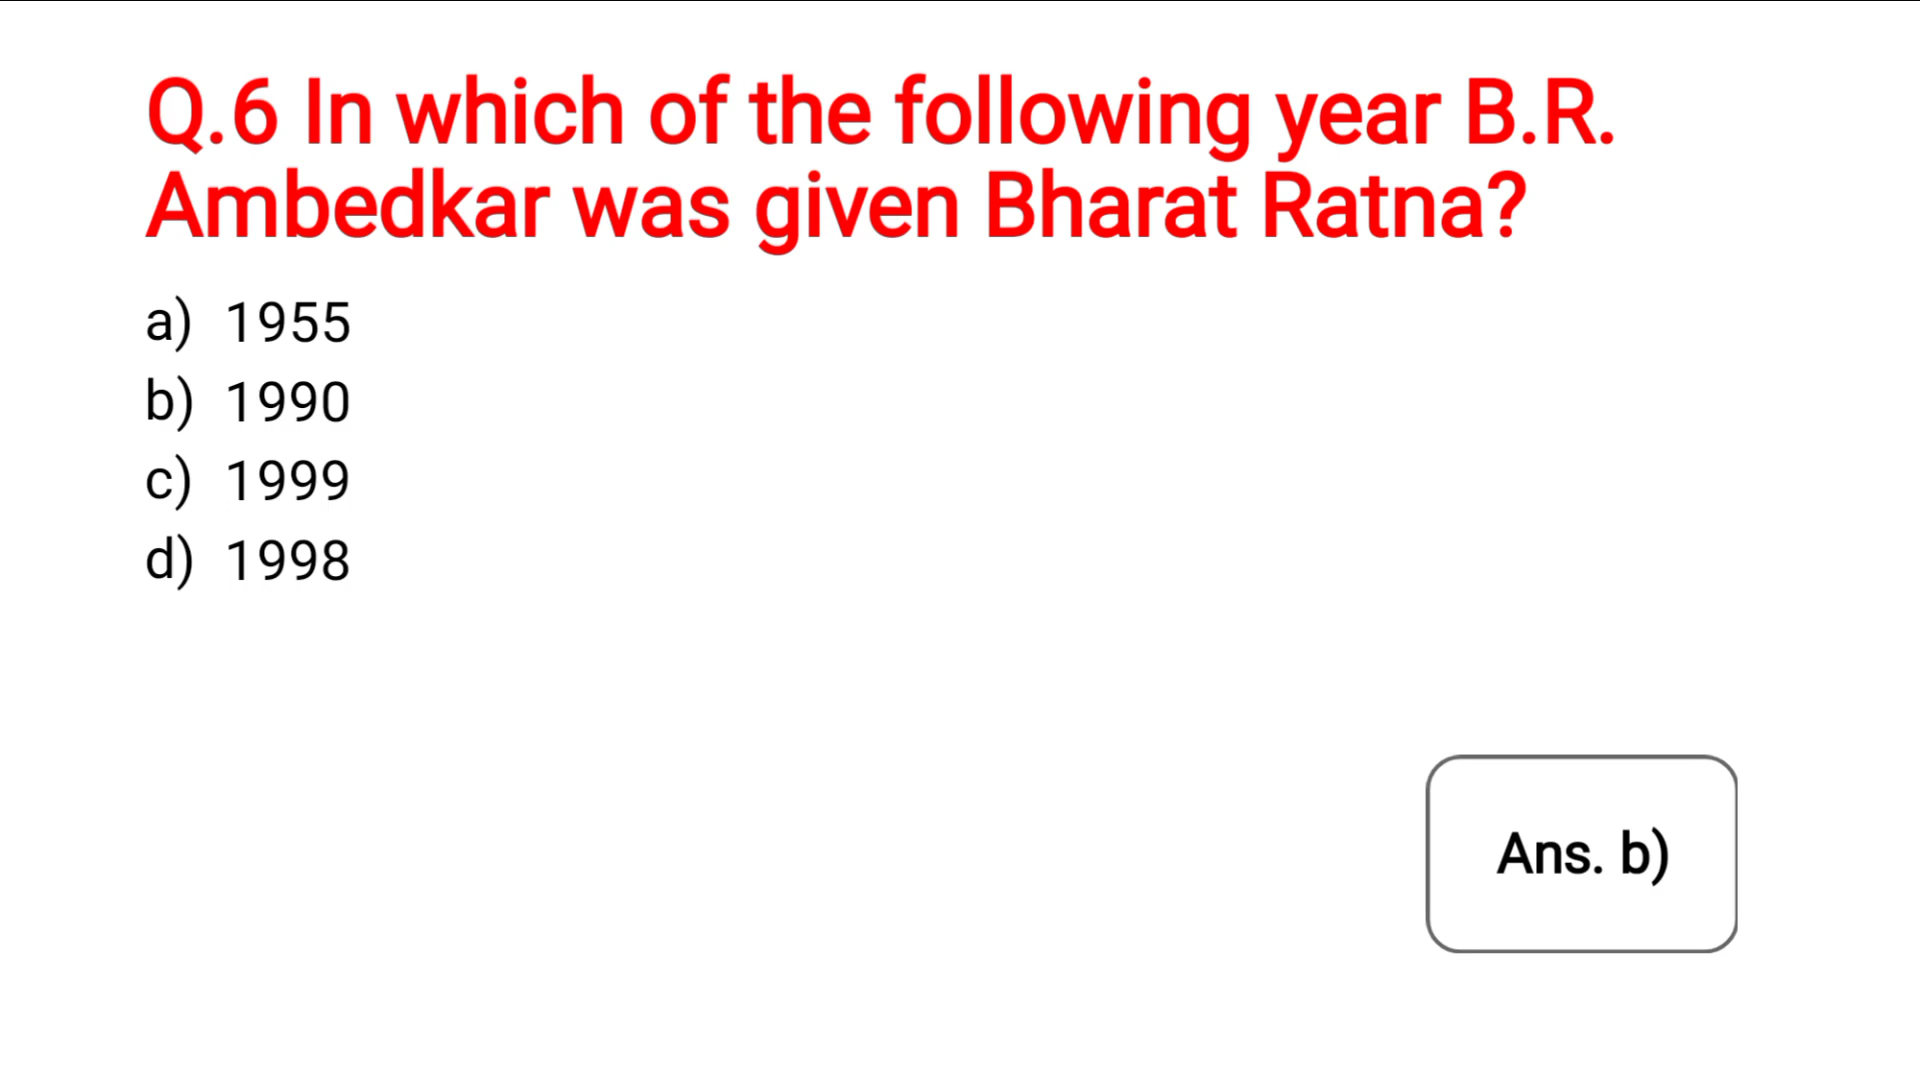 Q.6 In which of the following year B.R.
Ambedkar was given Bharat Ratna?
a) 1955
b) 1990
c) 1999
d) 1998
Ans. b)